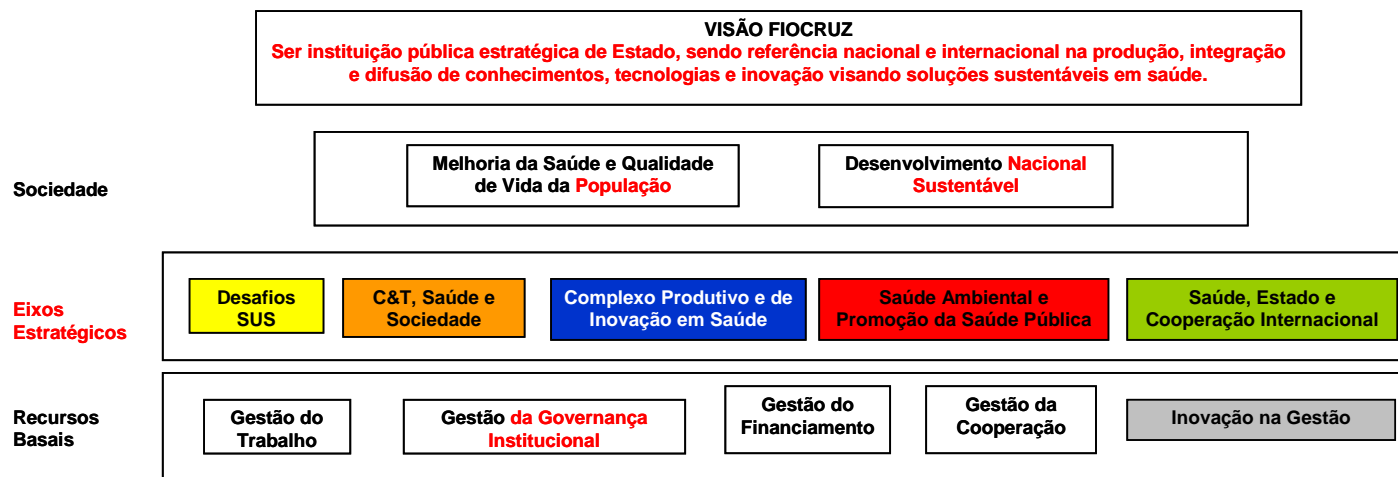 VISÃO FIOCRUZ
Ser instituição pública estratégica de Estado, sendo referência nacional e internacional na produção, integração
e difusão de conhecimentos, tecnologias e inovação visando soluções sustentáveis em saúde.
Sociedade
Melhoria da Saúde e Qualidade
de Vida da População
Desenvolvimento Nacional
Sustentável
Eixos
Estratégicos
Desafios
SUS
C&T, Saúde e
Sociedade
Complexo Produtivo e de
Inovação em Saúde
Saúde Ambiental e
Promoção da Saúde Pública
Saúde, Estado e
Cooperação Internacional
Recursos
Basais
Gestão do
Trabalho
Gestão da Governança
Institucional
Gestão do
Financiamento
Gestão da
Cooperação
Inovação na Gestão